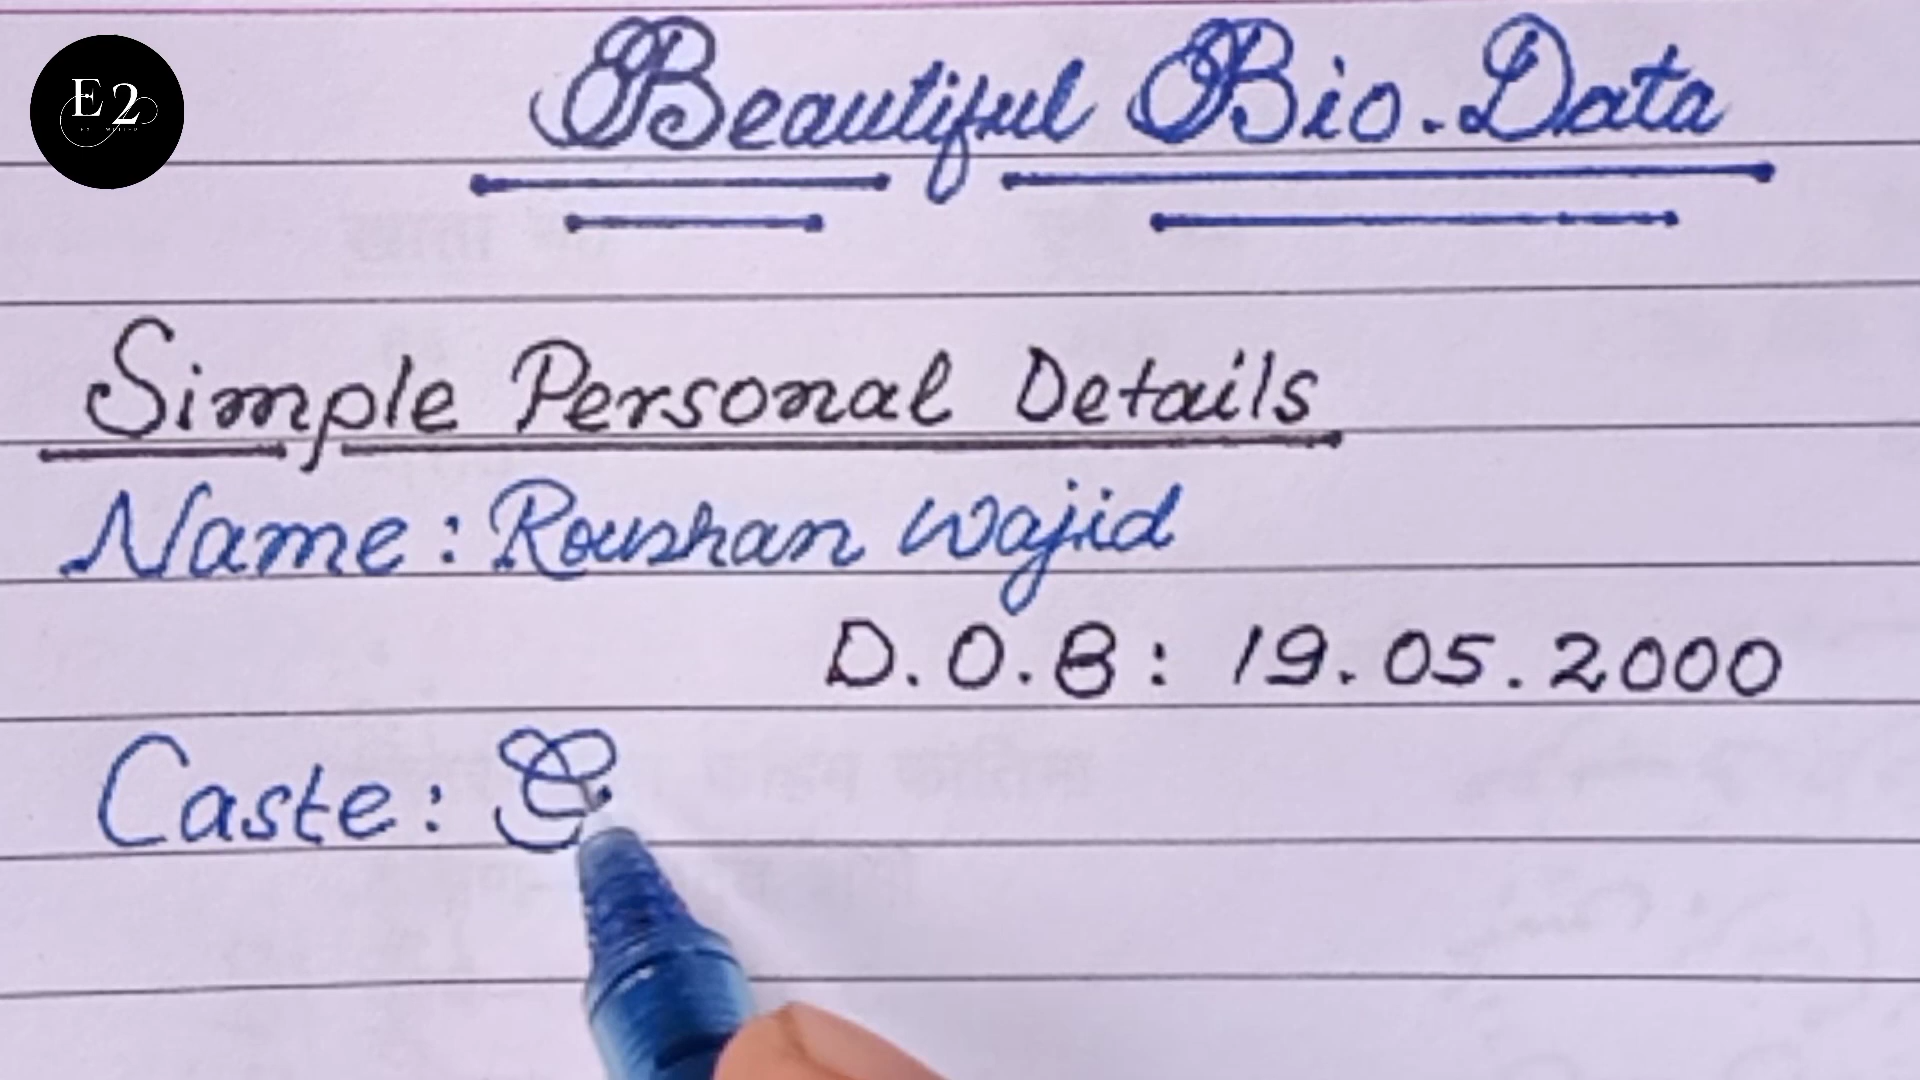 E2
Beautiful Bio.Data
Simple Personal Details
Name: Roushan Wajid
D.O.B: 19.05.2000
Caste: